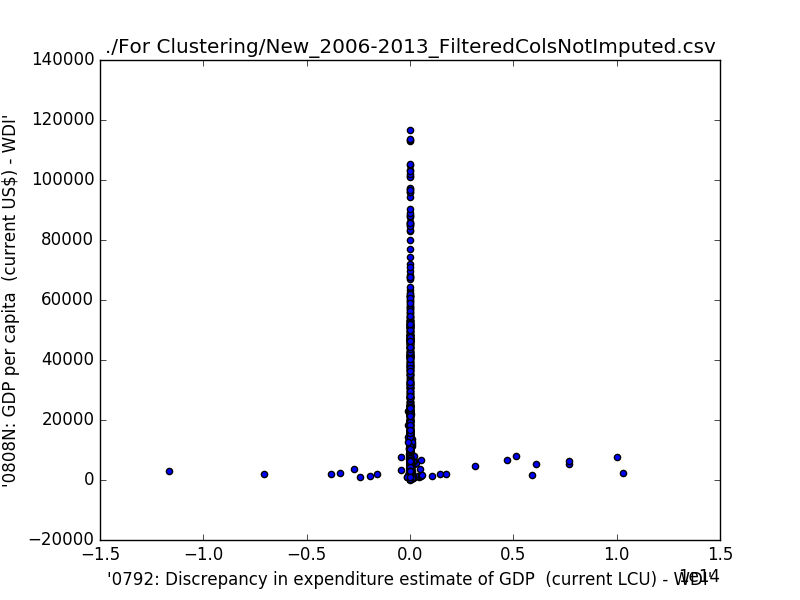 ./For Clustering/New_2006-2013_FilteredColsNotImputed.csv
140000
120000
100000
80000
60000
40000
20000
0
−20000
'0808N: GDP per capita  (current US$) - WDI'
−1.5 −1.0 −0.5 0.0 0.5 1.0 1.5
1e14
'0792: Discrepancy in expenditure estimate of GDP  (current LCU) - WDI'